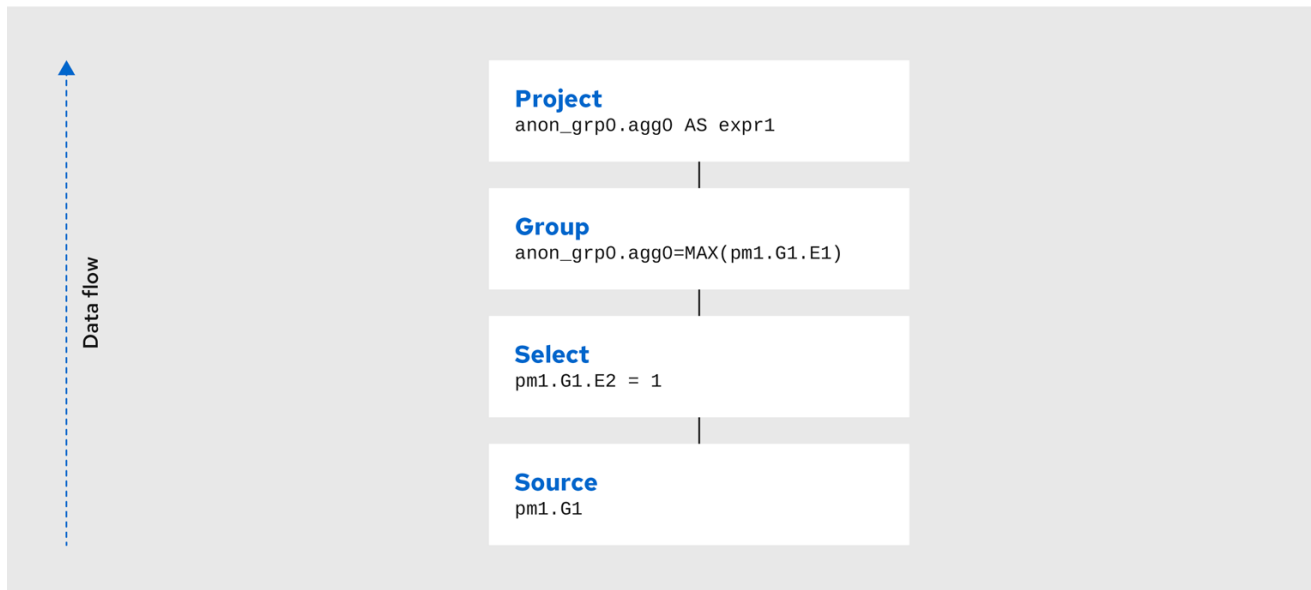 Project
anon_grp0.agg0 AS expr1
Group
anon_grp0.agg0=MAX(pm1.G1.E1)
Data flow
Select
pm1.G1.E2 = 1
Source
pm1.G1